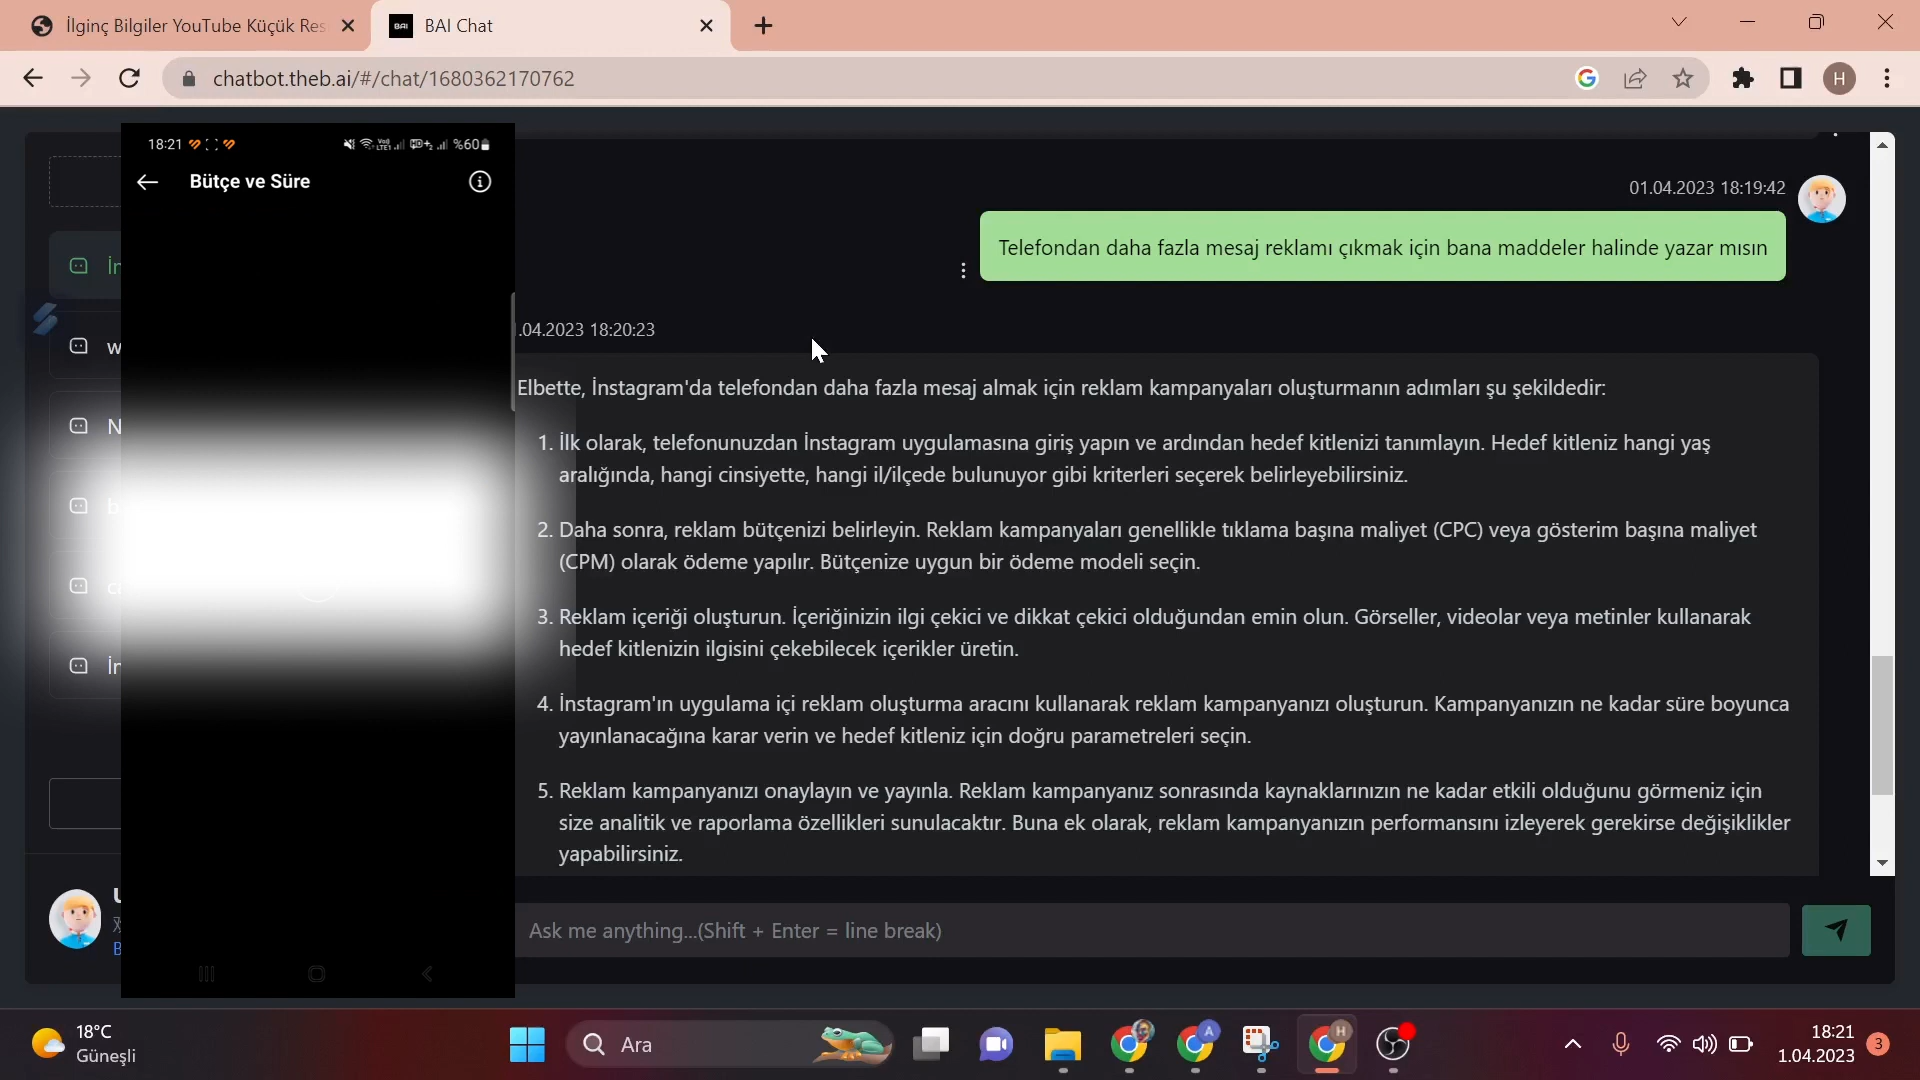 İlginç Bilgiler YouTube Küçük Res
BAI Chat
chatbot.theb.ai/#/chat/1680362170762
H
18:21
%60
Bütçe ve Süre
01.04.2023 18:19:42
Telefondan daha fazla mesaj reklamı çıkmak için bana maddeler halinde yazar mısın
.04.2023 18:20:23
Elbette, İnstagram'da telefondan daha fazla mesaj almak için reklam kampanyaları oluşturmanın adımları şu şekildedir:
1. İlk olarak, telefonunuzdan İnstagram uygulamasına giriş yapın ve ardından hedef kitlenizi tanımlayın. Hedef kitleniz hangi yaş
aralığında, hangi cinsiyette, hangi il/ilçede bulunuyor gibi kriterleri seçerek belirleyebilirsiniz.
2. Daha sonra, reklam bütçenizi belirleyin. Reklam kampanyaları genellikle tıklama başına maliyet (CPC) veya gösterim başına maliyet
(CPM) olarak ödeme yapılır. Bütçenize uygun bir ödeme modeli seçin.
3. Reklam içeriği oluşturun. İçeriğinizin ilgi çekici ve dikkat çekici olduğundan emin olun. Görseller, videolar veya metinler kullanarak
hedef kitlenizin ilgisini çekebilecek içerikler üretin.
4. İnstagram'ın uygulama içi reklam oluşturma aracını kullanarak reklam kampanyanızı oluşturun. Kampanyanızın ne kadar süre boyunca
yayınlanacağına karar verin ve hedef kitleniz için doğru parametreleri seçin.
5. Reklam kampanyanızı onaylayın ve yayınla. Reklam kampanyanız sonrasında kaynaklarınızın ne kadar etkili olduğunu görmeniz için
size analitik ve raporlama özellikleri sunulacaktır. Buna ek olarak, reklam kampanyanızın performansını izleyerek gerekirse değişiklikler
yapabilirsiniz.
Ask me anything...(Shift + Enter = line break)
18°C
Güneşli
Ara
18:21
1.04.2023
3